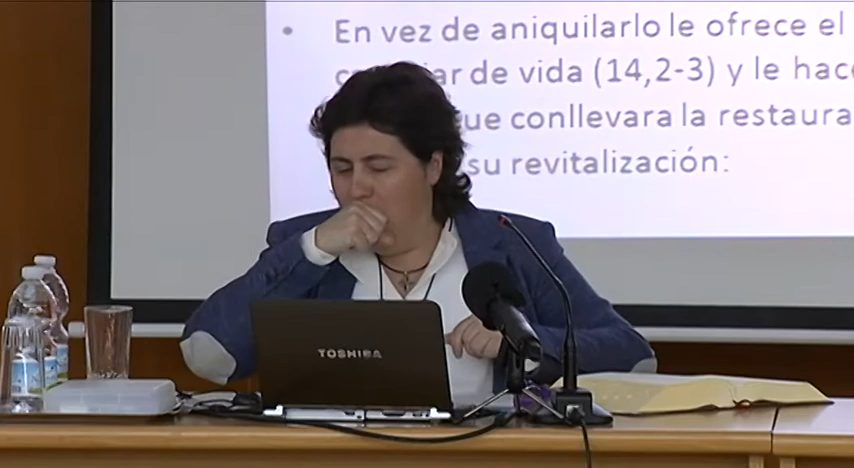 • En vez de aniquilarlo le ofrece el
de vida (14,2-3) y le hace
que conllevara la restaura
su revitalización:
TOSHIBA